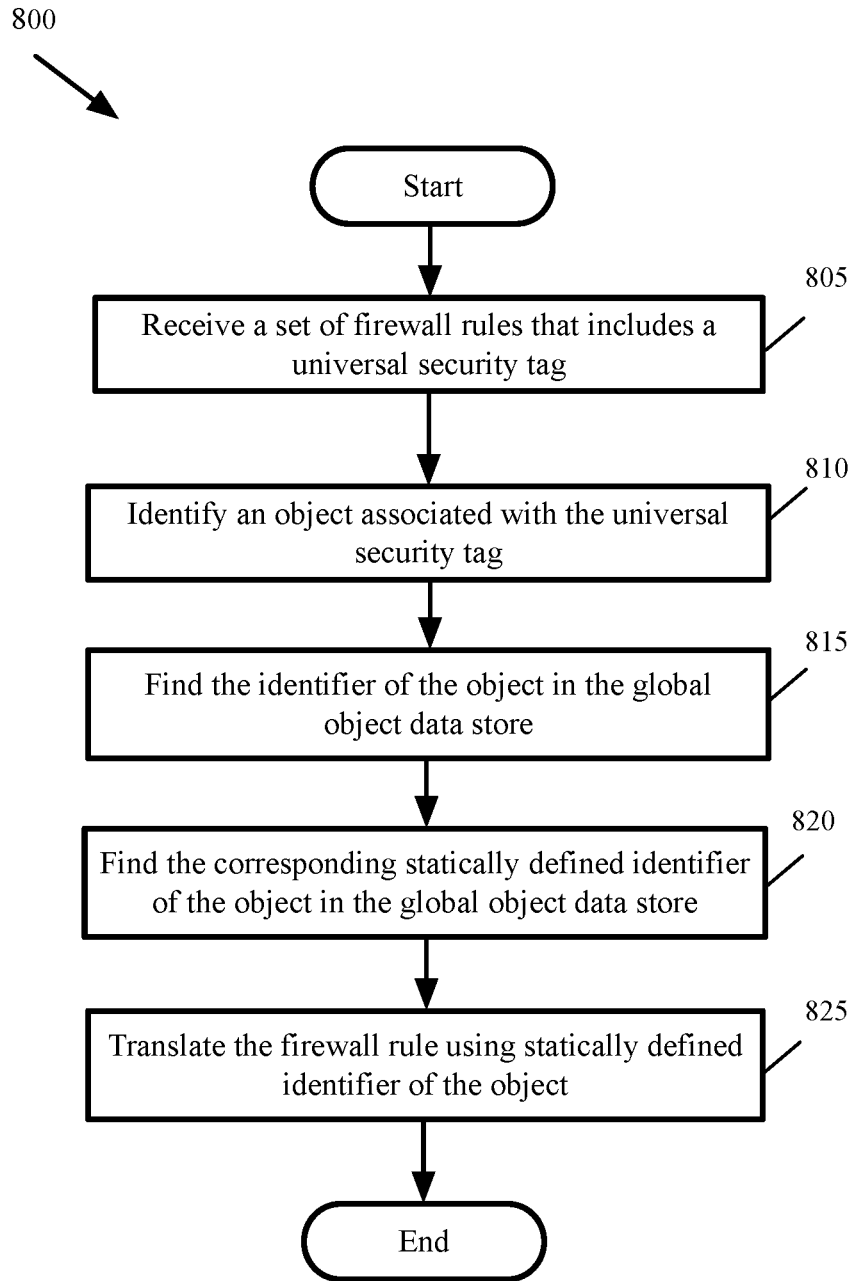 800
Start
805
Receive a set of firewall rules that includes a
universal security tag
810
Identify an object associated with the universal
security tag
815
Find the identifier of the object in the global
object data store
820
Find the corresponding statically defined identifier
of the object in the global object data store
825
Translate the firewall rule using statically defined
identifier of the object
End